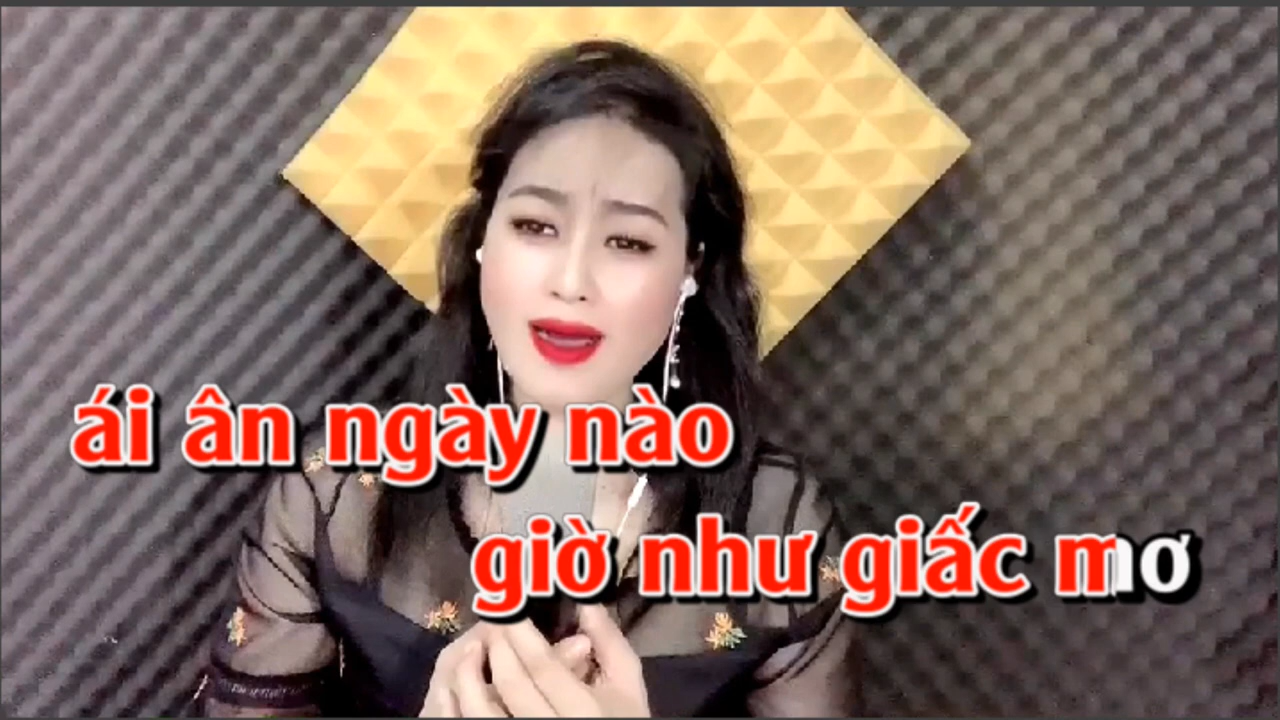 ái ân ngày nào
giờ như giấc mơ